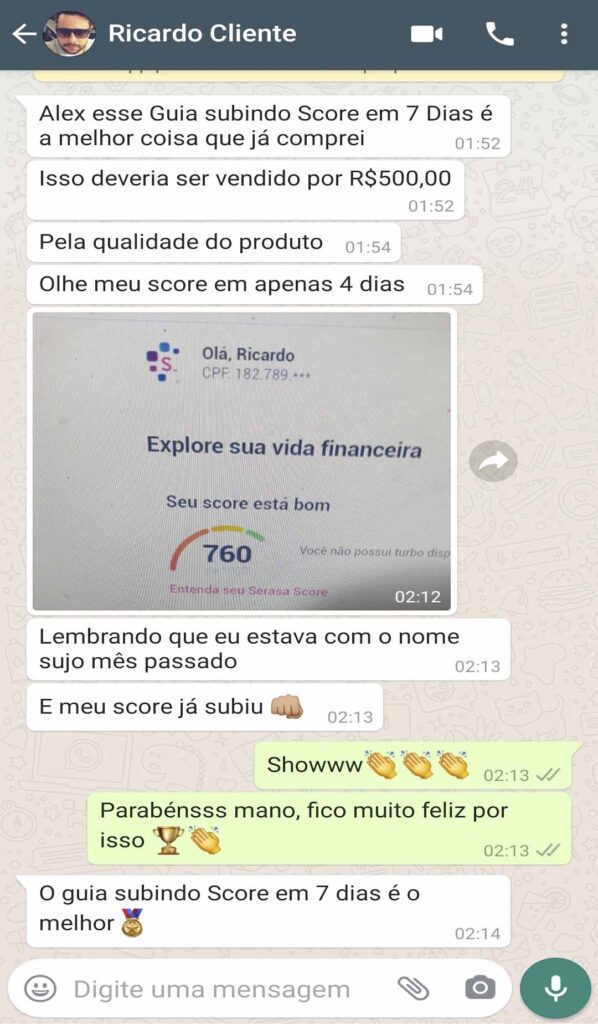 Ricardo Cliente
Alex esse Guia subindo Score em 7 Dias é
a melhor coisa que já comprei
01:52
Isso deveria ser vendido por R$500,00
01:52
Pela qualidade do produto
01:54
Olhe meu score em apenas 4 dias
01:54
S.
Olá, Ricardo
CPF: 182.789.***
Explore sua vida financeira
Seu score está bom
760
Você não possui turbo disp
Entenda seu Serasa Score
02:12
Lembrando que eu estava com o nome
sujo mês passado
02:13
E meu score já subiu 👊🏼
02:13
Showww👏👏👏
02:13
Parabénsss mano, fico muito feliz por
isso 🏆👏
02:13
O guia subindo Score em 7 dias é o
melhor🏅
02:14
Digite uma mensagem